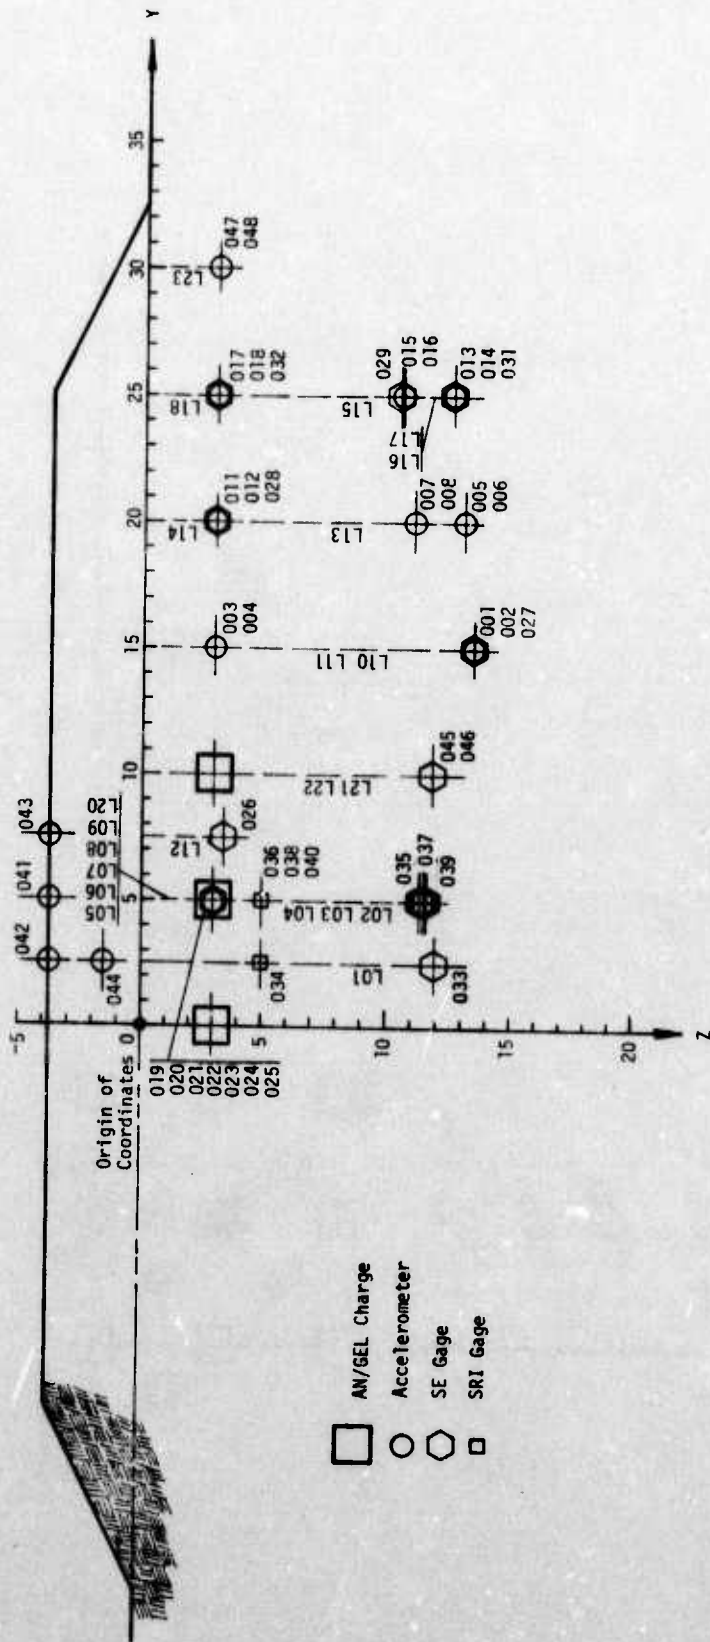 Y
35
30
25
20
15
10
5
-5
0
5
10
15
20
Z
Origin of
Coordinates
042
041
043
044
L05
L06
L07
L08
L09
L20
L12
L14
L18
L23
047
048
017
018
032
011
012
028
003
004
026
036
038
040
034
019
020
021
022
023
024
025
L01
L02 L03 L04
L21 L22
L10 L11
L13
L15
L16
L17
033
035
037
039
045
046
001
002
027
007
008
005
006
029
015
016
013
014
031
AN/GEL Charge
Accelerometer
SE Gage
SRI Gage